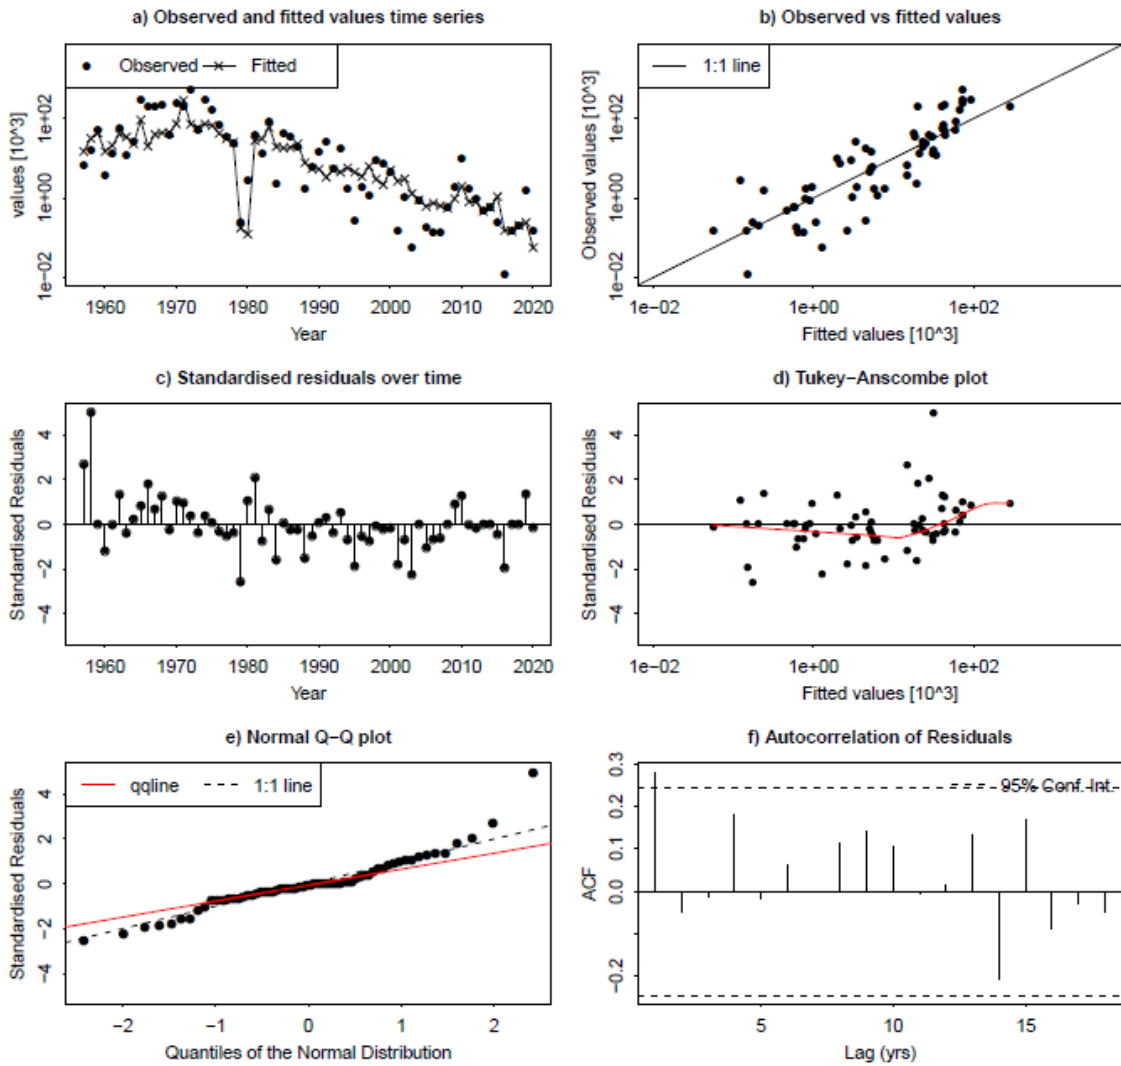 a) Observed and fitted values time series
Observed
Fitted
values [10^3]
1e-02 1e+00 1e+02
1960 1970 1980 1990 2000 2010 2020
Year
b) Observed vs fitted values
1:1 line
Observed values [10^3]
1e-02 1e+00 1e+02
1e-02 1e+00 1e+02
Fitted values [10^3]
c) Standardised residuals over time
Standardised Residuals
-4 -2 0 2 4
1960 1970 1980 1990 2000 2010 2020
Year
d) Tukey-Anscombe plot
Standardised Residuals
-4 -2 0 2 4
1e-02 1e+00 1e+02
Fitted values [10^3]
e) Normal Q-Q plot
qqline
1:1 line
Standardised Residuals
-4 -2 0 2 4
-2 -1 0 1 2
Quantiles of the Normal Distribution
f) Autocorrelation of Residuals
95% Conf. Int.
ACF
-0.2 0.0 0.1 0.2 0.3
5 10 15
Lag (yrs)